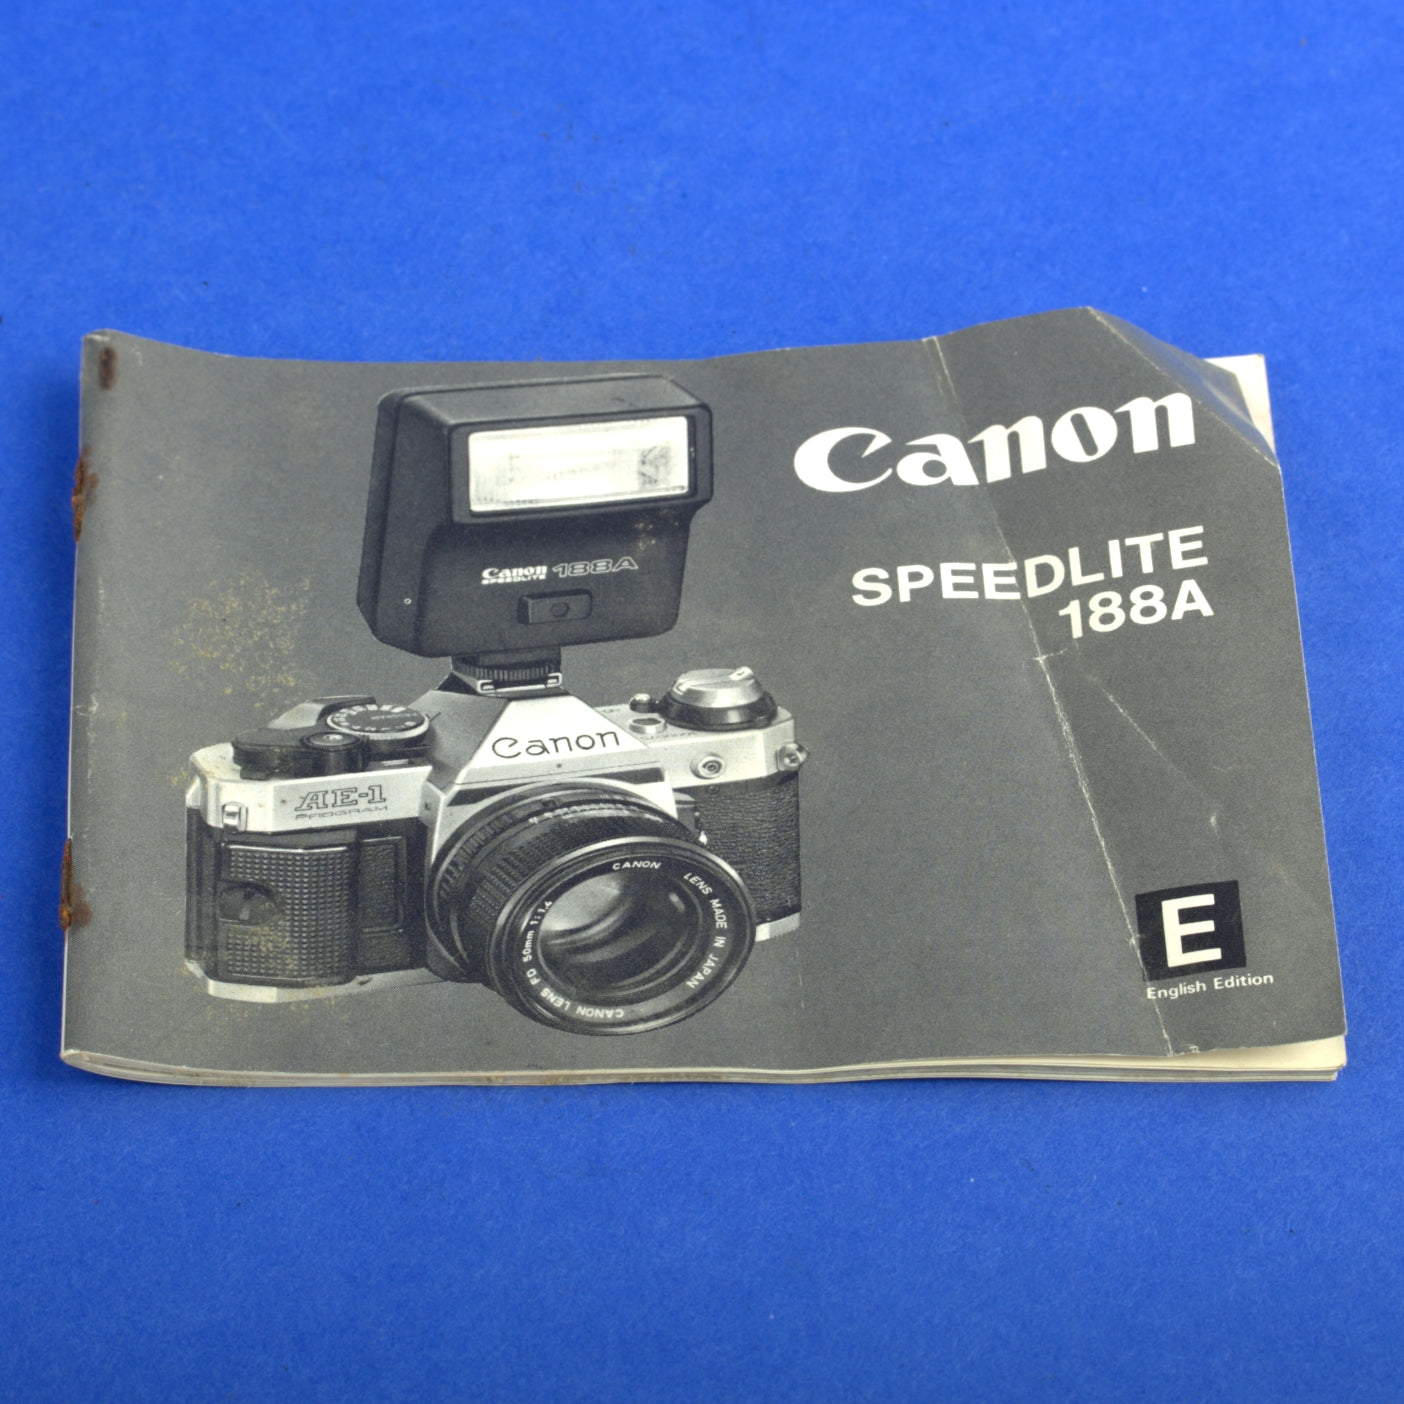 Canon
SPEEDLITE
188A
Canon 188A
SPEEDLITE
Canon
AE-1
PROGRAM
CANON LENS MADE IN JAPAN
CANON LENS FD 50mm 1:1.4
E
English Edition